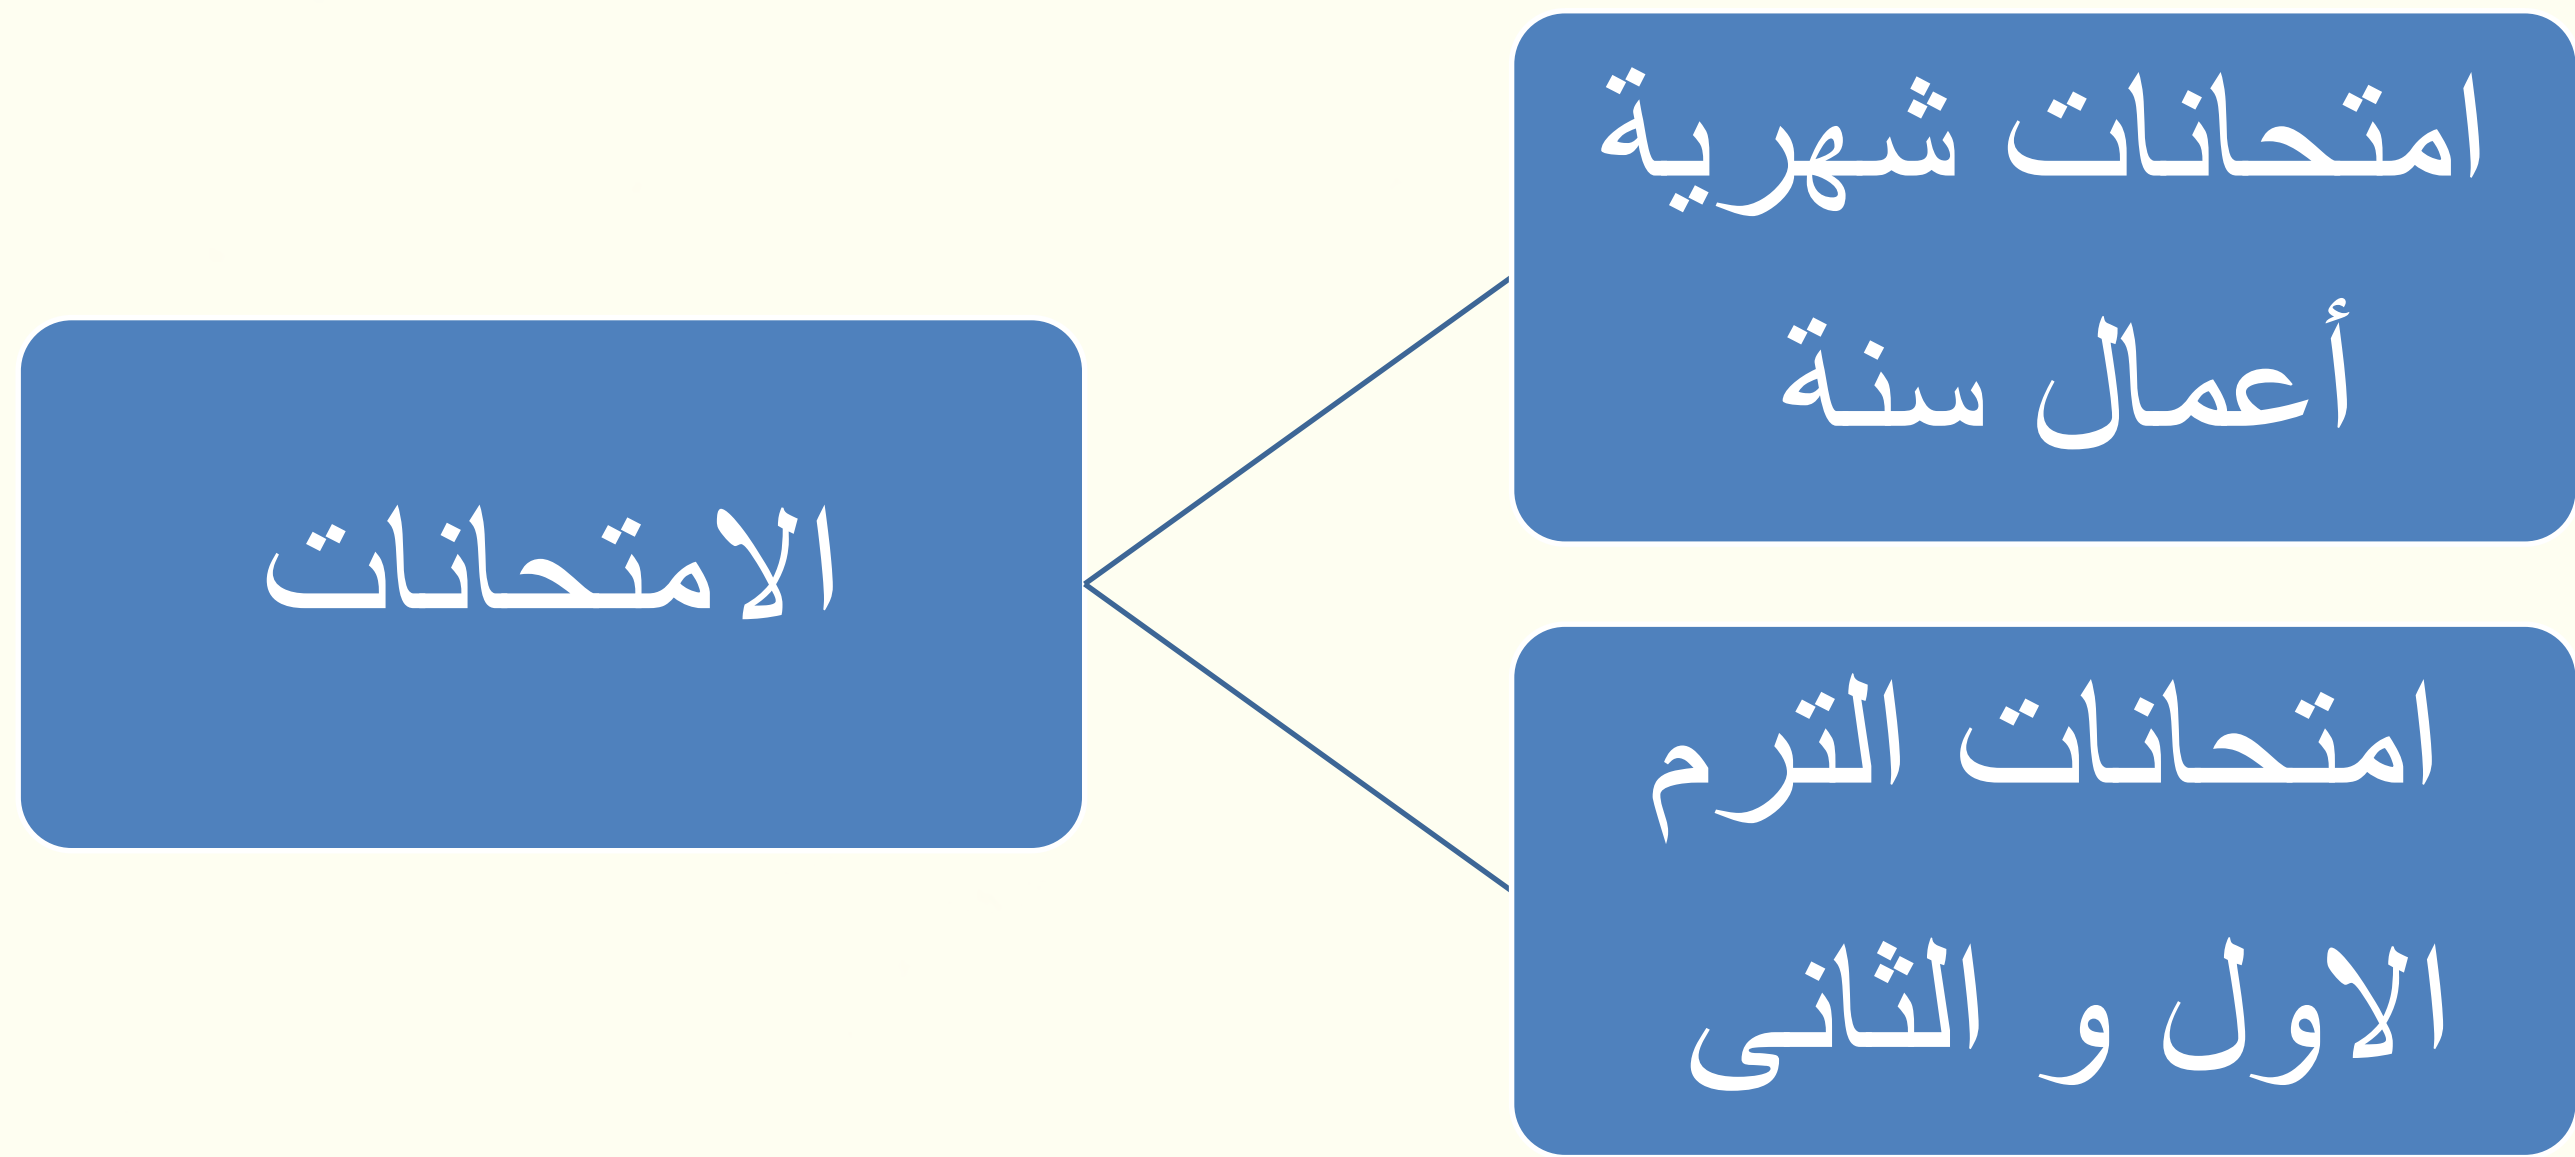 الامتحانات
امتحانات شهرية
أعمال سنة
امتحانات الترم
الاول و الثانى